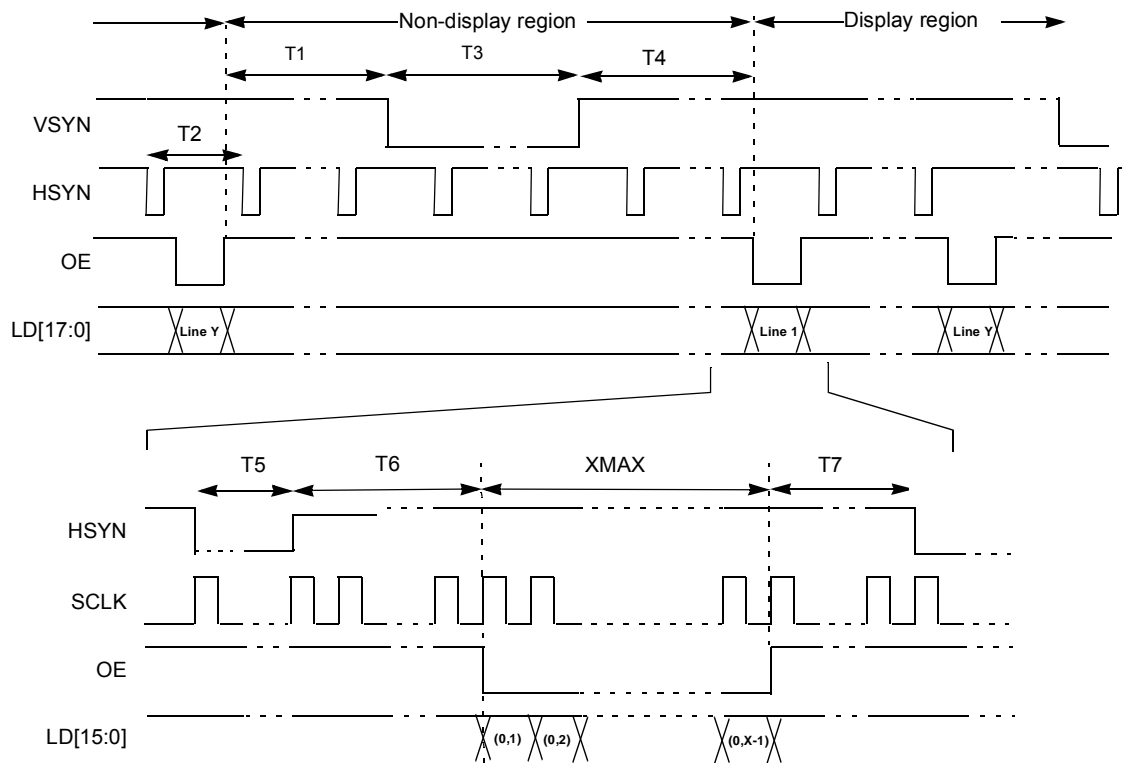 Non-display region
Display region
T1
T3
T4
VSYN
T2
HSYN
OE
LD[17:0]
Line Y
Line 1
Line Y
T5
T6
XMAX
T7
HSYN
SCLK
OE
LD[15:0]
(0,1)
(0,2)
(0,X-1)